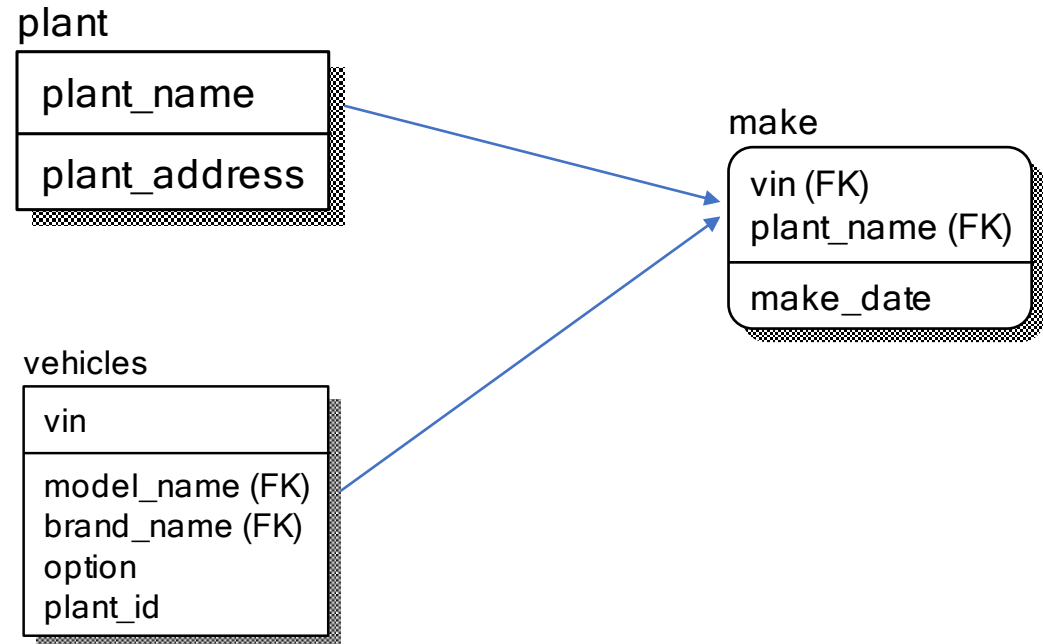 plant
plant_name
plant_address
make
vin (FK)
plant_name (FK)
make_date
vehicles
vin
model_name (FK)
brand_name (FK)
option
plant_id